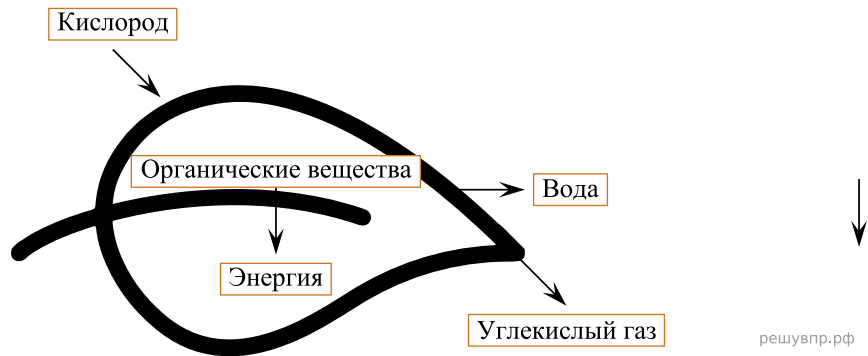 Кислород
Органические вещества
Вода
Энергия
Углекислый газ
решувпр.рф